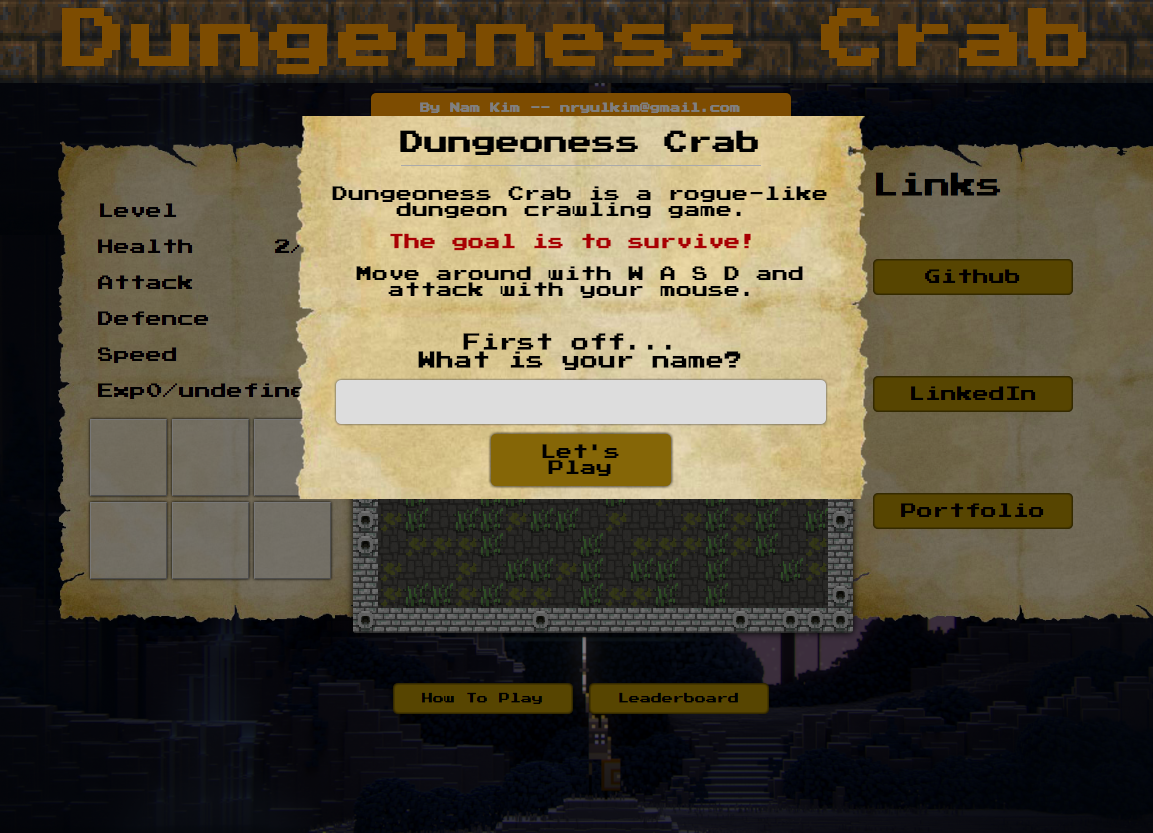 Dungeoness Crab
By Nam Kim -- nryulkim@gmail.com
Dungeoness Crab
Dungeoness Crab is a rogue-like
dungeon crawling game.
The goal is to survive!
Move around with W A S D and
attack with your mouse.
First off...
What is your name?
Let's
Play
Level
Health 2/
Attack
Defence
Speed
Exp0/undefine
Links
Github
LinkedIn
Portfolio
How To Play
Leaderboard